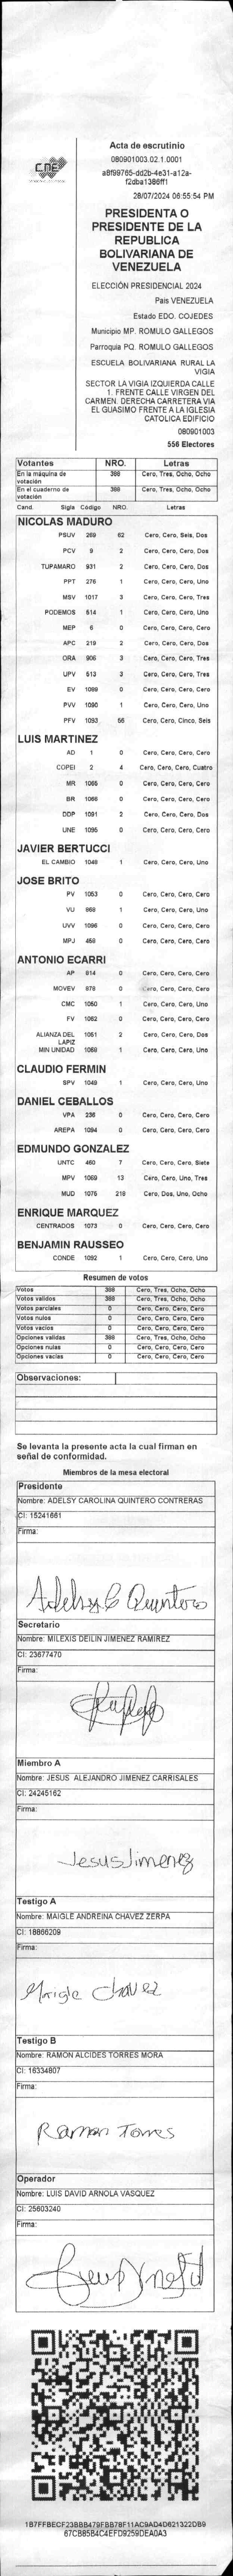 CNE
Acta de escrutinio
080901003.02.1.0001
a8f99765-dd2b-4e31-a12a-
f2dba1386ff1
28/07/2024 06:55:54 PM
PRESIDENTA O
PRESIDENTE DE LA
REPUBLICA
BOLIVARIANA DE
VENEZUELA
ELECCIÓN PRESIDENCIAL 2024
País VENEZUELA
Estado EDO. COJEDES
Municipio MP. ROMULO GALLEGOS
Parroquia PQ. ROMULO GALLEGOS
ESCUELA BOLIVARIANA RURAL LA
VIGIA
SECTOR LA VIGIA IZQUIERDA CALLE
1. FRENTE CALLE VIRGEN DEL
CARMEN. DERECHA CARRETERA VIA
EL GUASIMO FRENTE A LA IGLESIA
CATOLICA EDIFICIO
080901003
556 Electores
Votantes NRO. Letras
En la máquina de votación 388 Cero, Tres, Ocho, Ocho
En el cuaderno de votación 388 Cero, Tres, Ocho, Ocho
Cand. Sigla Código NRO. Letras
NICOLAS MADURO
PSUV 269 62 Cero, Cero, Seis, Dos
PCV 9 2 Cero, Cero, Cero, Dos
TUPAMARO 931 2 Cero, Cero, Cero, Dos
PPT 276 1 Cero, Cero, Cero, Uno
MSV 1017 3 Cero, Cero, Cero, Tres
PODEMOS 514 1 Cero, Cero, Cero, Uno
MEP 6 0 Cero, Cero, Cero, Cero
APC 219 2 Cero, Cero, Cero, Dos
ORA 906 3 Cero, Cero, Cero, Tres
UPV 513 3 Cero, Cero, Cero, Tres
EV 1089 0 Cero, Cero, Cero, Cero
PVV 1090 1 Cero, Cero, Cero, Uno
PFV 1093 56 Cero, Cero, Cinco, Seis
LUIS MARTINEZ
AD 1 0 Cero, Cero, Cero, Cero
COPEI 2 4 Cero, Cero, Cero, Cuatro
MR 1065 0 Cero, Cero, Cero, Cero
BR 1066 0 Cero, Cero, Cero, Cero
DDP 1091 2 Cero, Cero, Cero, Dos
UNE 1095 0 Cero, Cero, Cero, Cero
JAVIER BERTUCCI
EL CAMBIO 1048 1 Cero, Cero, Cero, Uno
JOSE BRITO
PV 1053 0 Cero, Cero, Cero, Cero
VU 968 1 Cero, Cero, Cero, Uno
UVV 1096 0 Cero, Cero, Cero, Cero
MPJ 458 0 Cero, Cero, Cero, Cero
ANTONIO ECARRI
AP 914 0 Cero, Cero, Cero, Cero
MOVEV 978 0 Cero, Cero, Cero, Cero
CMC 1050 1 Cero, Cero, Cero, Uno
FV 1062 0 Cero, Cero, Cero, Cero
ALIANZA DEL LAPIZ 1051 2 Cero, Cero, Cero, Dos
MIN UNIDAD 1058 1 Cero, Cero, Cero, Uno
CLAUDIO FERMIN
SPV 1049 1 Cero, Cero, Cero, Uno
DANIEL CEBALLOS
VPA 236 0 Cero, Cero, Cero, Cero
AREPA 1094 0 Cero, Cero, Cero, Cero
EDMUNDO GONZALEZ
UNTC 460 7 Cero, Cero, Cero, Siete
MPV 1069 13 Cero, Cero, Uno, Tres
MUD 1075 218 Cero, Dos, Uno, Ocho
ENRIQUE MARQUEZ
CENTRADOS 1073 0 Cero, Cero, Cero, Cero
BENJAMIN RAUSSEO
CONDE 1092 1 Cero, Cero, Cero, Uno
Resumen de votos
Votos 388 Cero, Tres, Ocho, Ocho
Votos validos 388 Cero, Tres, Ocho, Ocho
Votos parciales 0 Cero, Cero, Cero, Cero
Votos nulos 0 Cero, Cero, Cero, Cero
Votos vacios 0 Cero, Cero, Cero, Cero
Opciones validas 388 Cero, Tres, Ocho, Ocho
Opciones nulas 0 Cero, Cero, Cero, Cero
Opciones vacias 0 Cero, Cero, Cero, Cero
Observaciones:
Se levanta la presente acta la cual firman en
señal de conformidad.
Miembros de la mesa electoral
Presidente
Nombre: ADELSY CAROLINA QUINTERO CONTRERAS
CI: 15241661
Firma:
Adelsy C Quintero
Secretario
Nombre: MILEXIS DEILIN JIMENEZ RAMIREZ
CI: 23677470
Firma:
Miembro A
Nombre: JESUS ALEJANDRO JIMENEZ CARRISALES
CI: 24245162
Firma:
Jesus Jimenez
Testigo A
Nombre: MAIGLE ANDREINA CHAVEZ ZERPA
CI: 18866209
Firma:
Maigle Chavez
Testigo B
Nombre: RAMON ALCIDES TORRES MORA
CI: 16334807
Firma:
Ramon Torres
Operador
Nombre: LUIS DAVID ARNOLA VASQUEZ
CI: 25603240
Firma:
1B7FFBECF23BBB479FBB78F11AC9AD4D621322DB9
67CB85B4C4EFD9259DEA0A3